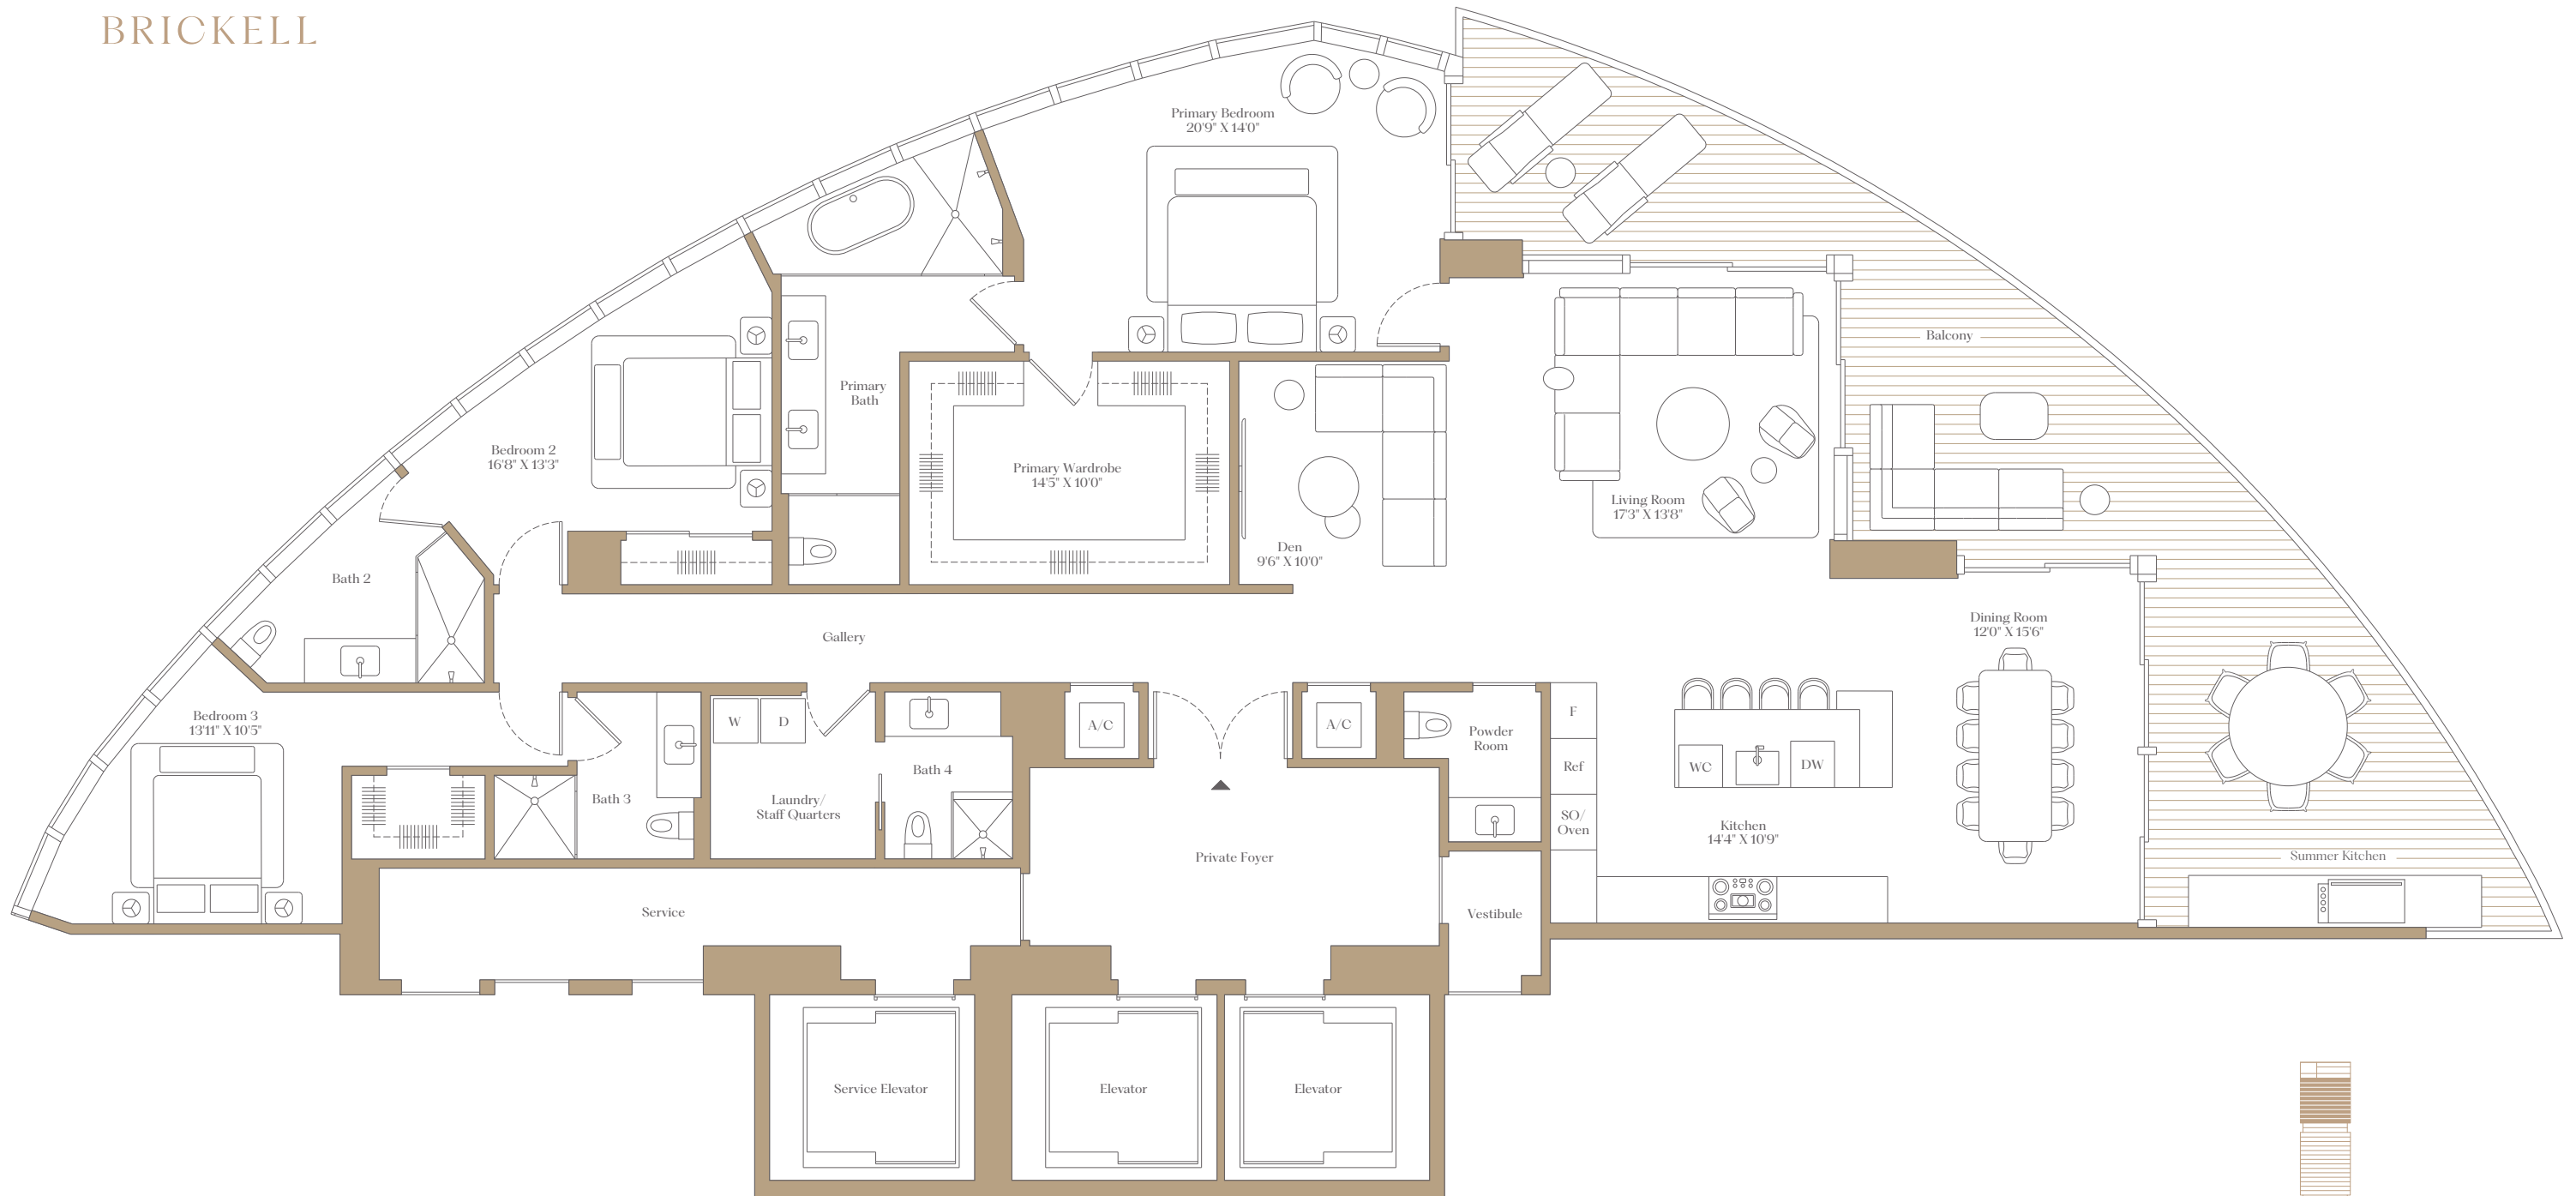 BRICKELL
Primary Bedroom
20'9" X 14'0"
Balcony
Primary
Bath
Bedroom 2
16'8" X 13'3"
Primary Wardrobe
14'5" X 10'0"
Living Room
17'3" X 13'8"
Den
9'6" X 10'0"
Bath 2
Dining Room
12'0" X 15'6"
Gallery
Bedroom 3
13'11" X 10'5"
W
D
A/C
A/C
Powder
Room
F
Ref
SO/
Oven
WC
DW
Bath 4
Bath 3
Laundry/
Staff Quarters
Kitchen
14'4" X 10'9"
Private Foyer
Summer Kitchen
Service
Vestibule
Service Elevator
Elevator
Elevator